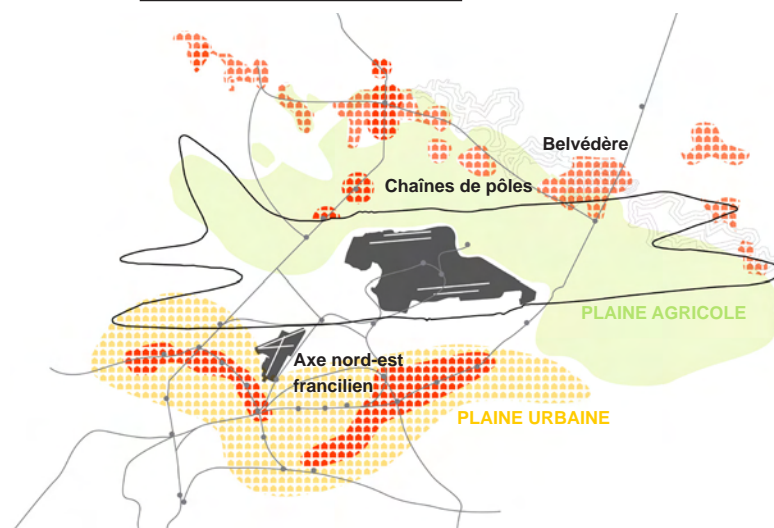 Belvédère
Chaînes de pôles
PLAINE AGRICOLE
Axe nord-est
francilien
PLAINE URBAINE